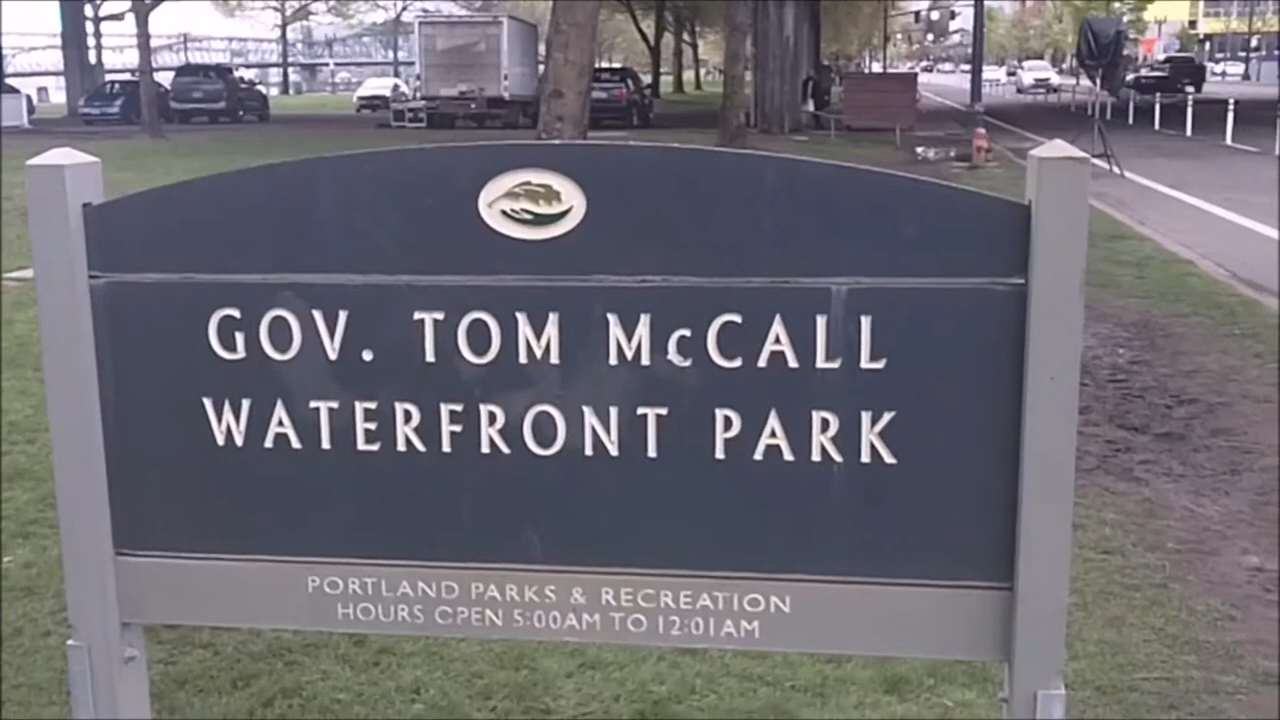 GOV. TOM McCALL
WATERFRONT PARK
PORTLAND PARKS & RECREATION
HOURS OPEN 5:00AM TO 12:01AM